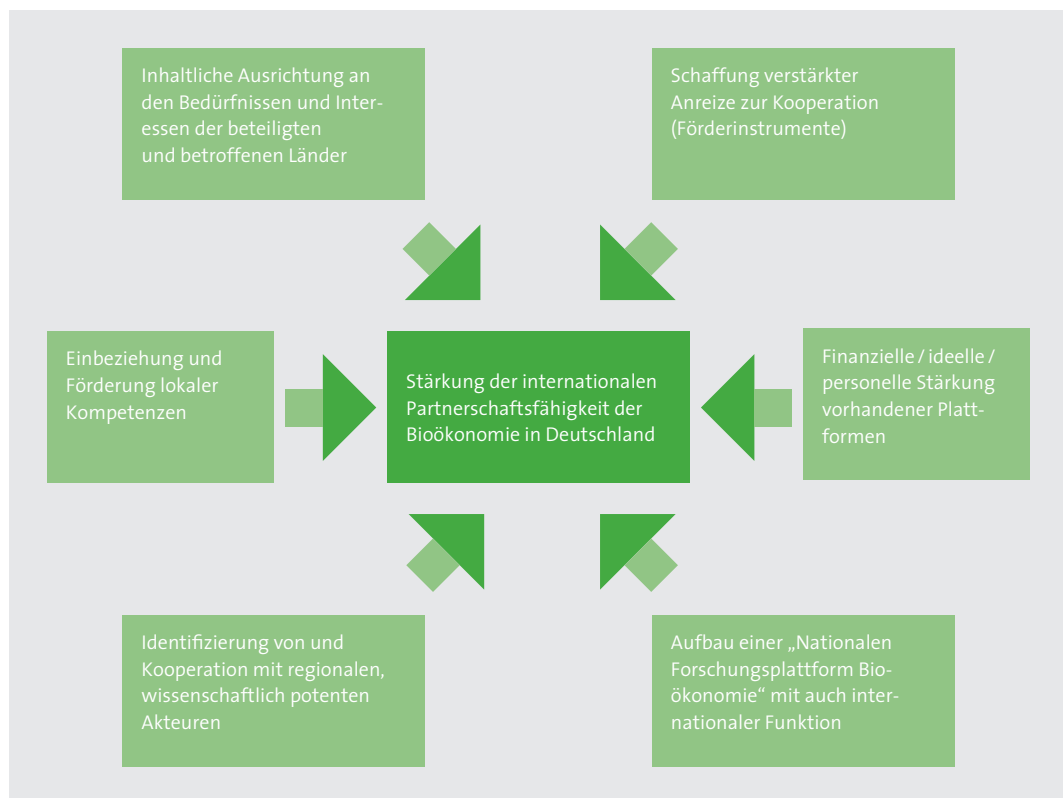 Inhaltliche Ausrichtung an
den Bedürfnissen und Inter-
essen der beteiligten
und betroffenen Länder
Schaffung verstärkter
Anreize zur Kooperation
(Förderinstrumente)
Einbeziehung und
Förderung lokaler
Kompetenzen
Stärkung der internationalen
Partnerschaftsfähigkeit der
Bioökonomie in Deutschland
Finanzielle / ideelle /
personelle Stärkung
vorhandener Platt-
formen
Identifizierung von und
Kooperation mit regionalen,
wissenschaftlich potenten
Akteuren
Aufbau einer „Nationalen
Forschungsplattform Bio-
ökonomie“ mit auch inter-
nationaler Funktion